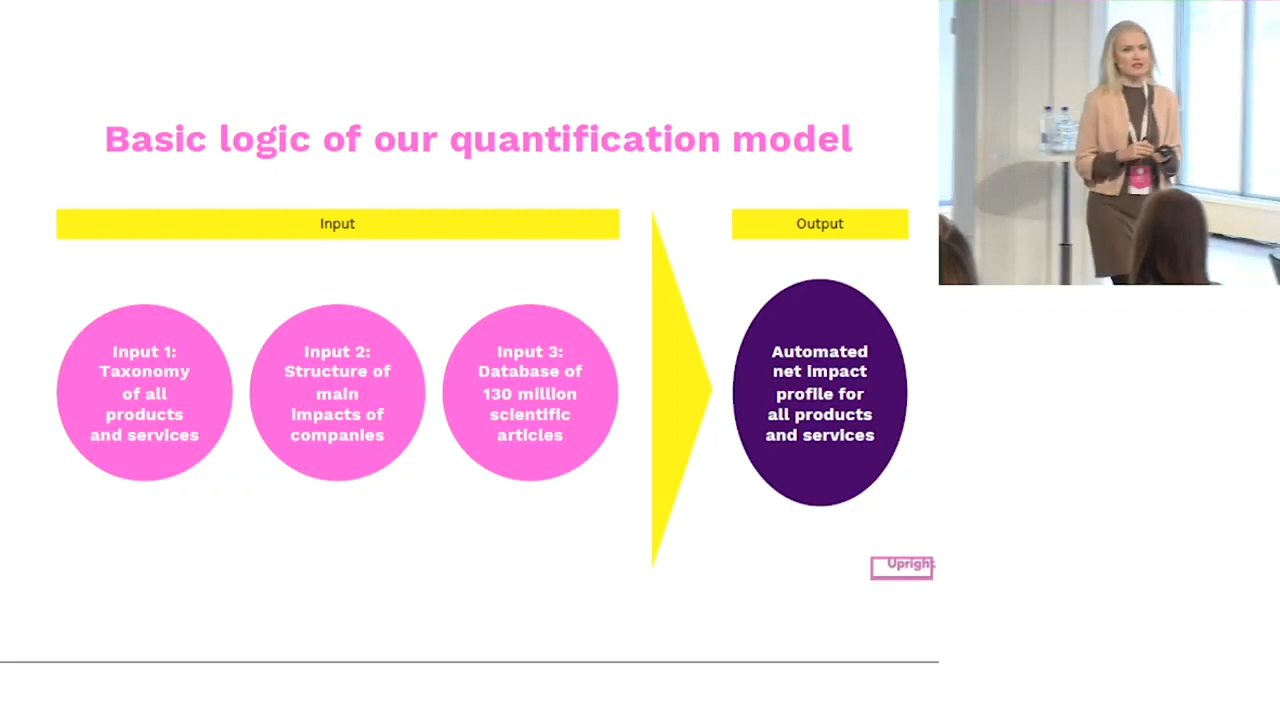 Basic logic of our quantification model
Input
Output
Input 1:
Taxonomy
of all
products
and services
Input 2:
Structure of
main
impacts of
companies
Input 3:
Database of
130 million
scientific
articles
Automated
net impact
profile for
all products
and services
Upright